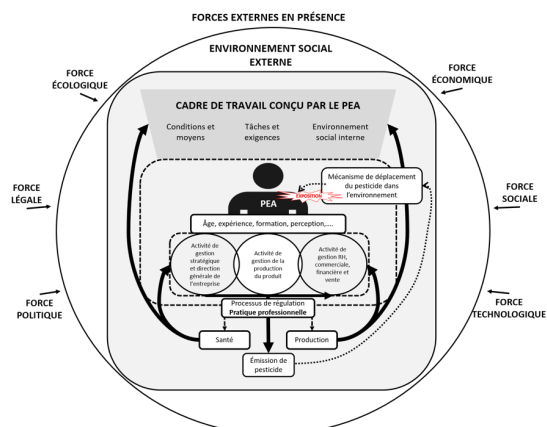 FORCES EXTERNES EN PRÉSENCE
ENVIRONNEMENT SOCIAL
EXTERNE
FORCE
ÉCOLOGIQUE
FORCE
ÉCONOMIQUE
CADRE DE TRAVAIL CONÇU PAR LE PEA
Conditions et
moyens
Tâches et
exigences
Environnement
social interne
Mécanisme de déplacement
du pesticide dans
l'environnement
EXPOSITION
PEA
FORCE
LÉGALE
FORCE
SOCIALE
Âge, expérience, formation, perception,....
Activité de
gestion
stratégique
et direction
générale de
l'entreprise
Activité de
gestion de la
production
du produit
Activité de
gestion RH,
commerciale,
financière et
vente
FORCE
POLITIQUE
FORCE
TECHNOLOGIQUE
Processus de régulation
Pratique professionnelle
Santé
Production
Émission de
pesticide